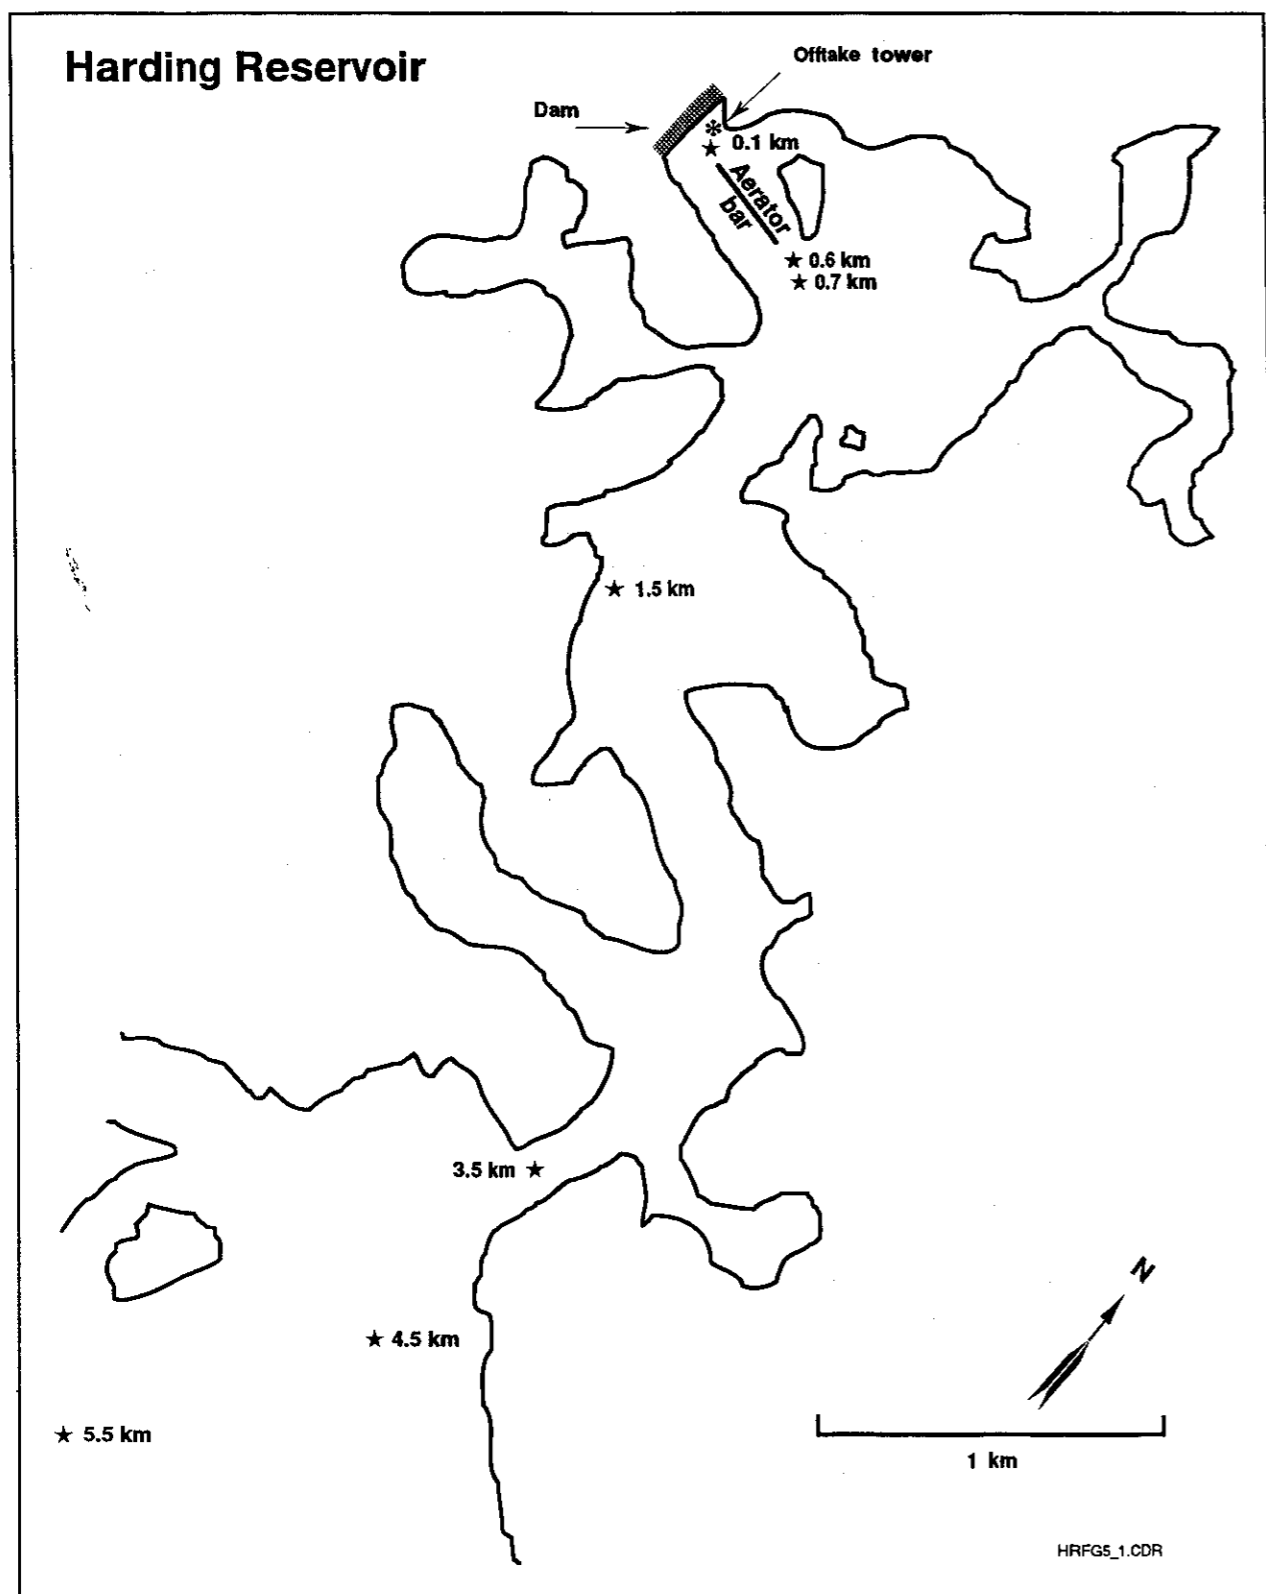 Harding Reservoir
Offtake tower
Dam
0.1 km
Aerator
bar
0.6 km
0.7 km
1.5 km
3.5 km
N
4.5 km
5.5 km
1 km
HRFG5_1.CDR